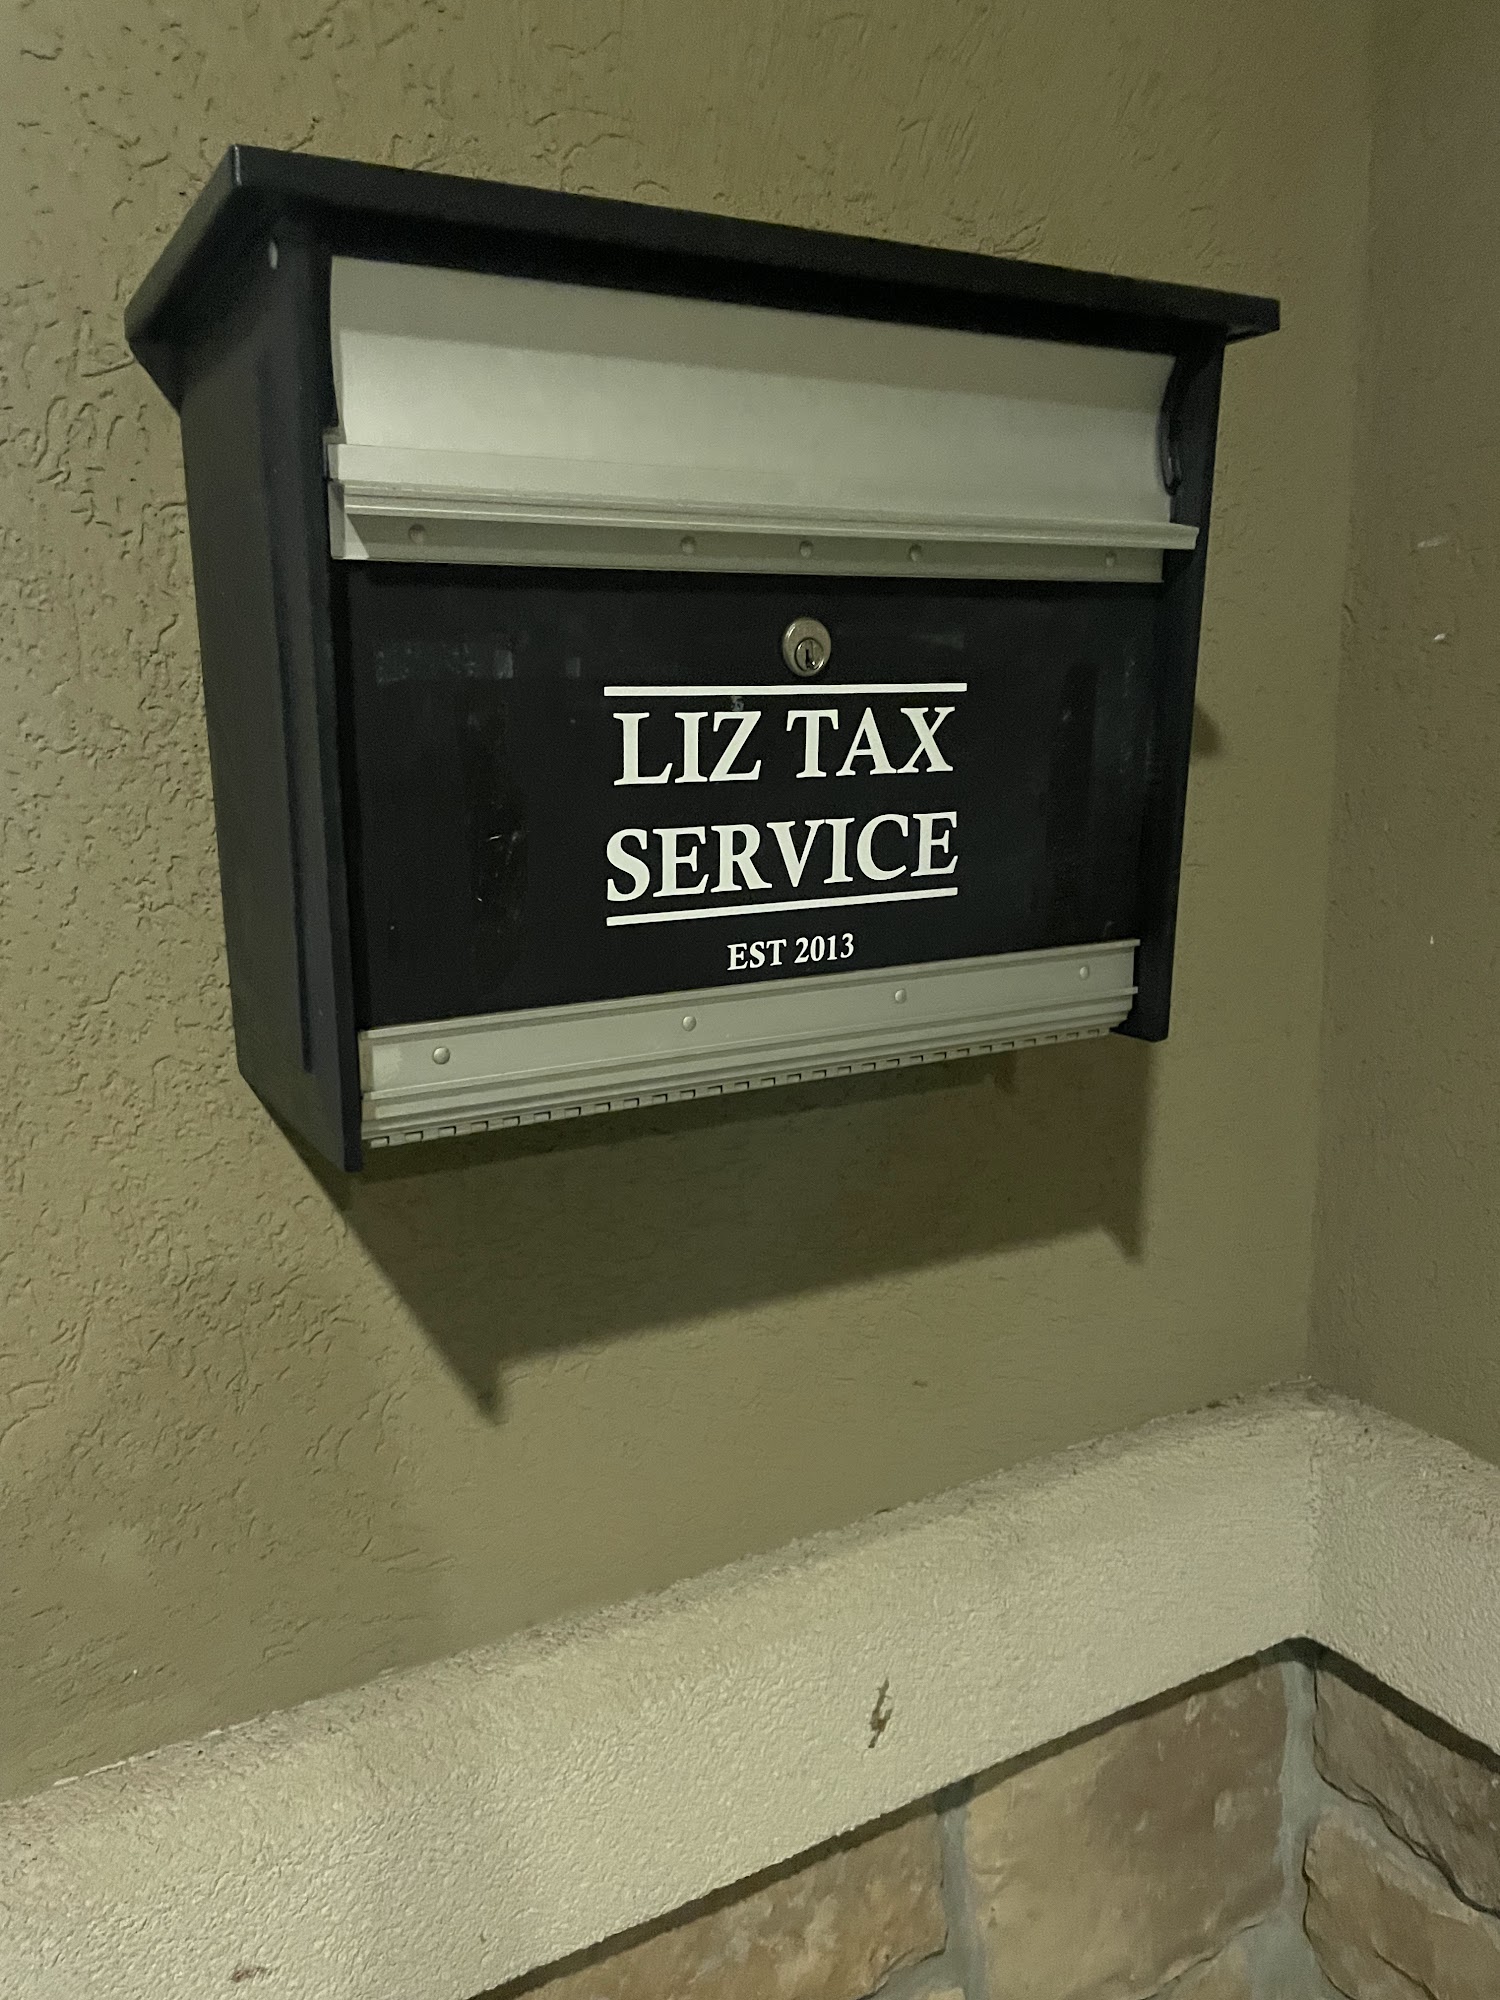 LIZ TAX
SERVICE
EST 2013